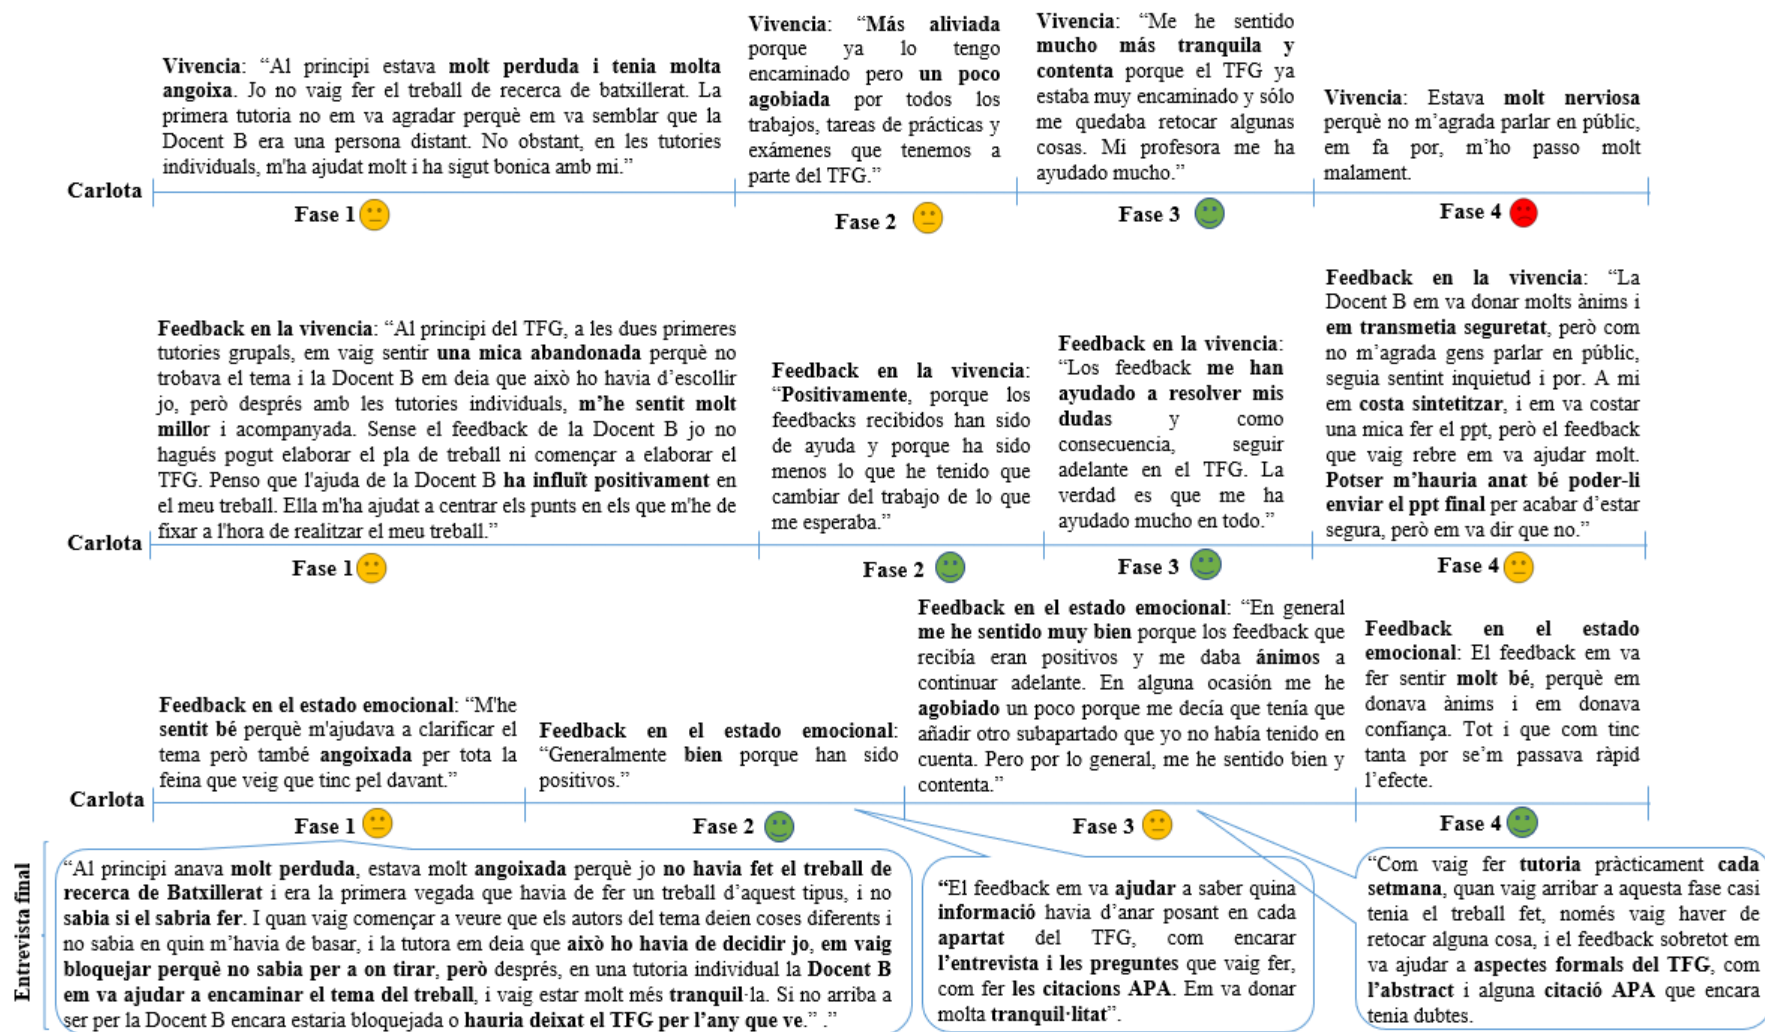 Vivencia: “Al principi estava molt perduda i tenia molta
angoixa. Jo no vaig fer el treball de recerca de batxillerat. La
primera tutoria no em va agradar perquè em va semblar que la
Docent B era una persona distant. No obstant, en les tutories
individuals, m'ha ajudat molt i ha sigut bonica amb mi.”
Vivencia: “Más aliviada
porque ya lo tengo
encaminado pero un poco
agobiada por todos los
trabajos, tareas de prácticas y
exámenes que tenemos a
parte del TFG.”
Vivencia: “Me he sentido
mucho más tranquila y
contenta porque el TFG ya
estaba muy encaminado y sólo
me quedaba retocar algunas
cosas. Mi profesora me ha
ayudado mucho.”
Vivencia: Estava molt nerviosa
perquè no m’agrada parlar en públic,
em fa por, m’ho passo molt
malament.
Carlota
Fase 1
Fase 2
Fase 3
Fase 4
Feedback en la vivencia: “Al principi del TFG, a les dues primeres
tutories grupals, em vaig sentir una mica abandonada perquè no
trobava el tema i la Docent B em deia que això ho havia d’escollir
jo, però després amb les tutories individuals, m’he sentit molt
millor i acompanyada. Sense el feedback de la Docent B jo no
hagués pogut elaborar el pla de treball ni començar a elaborar el
TFG. Penso que l'ajuda de la Docent B ha influït positivament en
el meu treball. Ella m'ha ajudat a centrar els punts en els que m'he de
fixar a l'hora de realitzar el meu treball.”
Feedback en la vivencia:
“Positivamente, porque los
feedbacks recibidos han sido
de ayuda y porque ha sido
menos lo que he tenido que
cambiar del trabajo de lo que
me esperaba.”
Feedback en la vivencia:
“Los feedback me han
ayudado a resolver mis
dudas y como
consecuencia, seguir
adelante en el TFG. La
verdad es que me ha
ayudado mucho en todo.”
Feedback en la vivencia: “La
Docent B em va donar molts ànims i
em transmetia seguretat, però com
no m’agrada gens parlar en públic,
seguia sentint inquietud i por. A mi
em costa sintetitzar, i em va costar
una mica fer el ppt, però el feedback
que vaig rebre em va ajudar molt.
Potser m’hauria anat bé poder-li
enviar el ppt final per acabar d’estar
segura, però em va dir que no.”
Carlota
Fase 1
Fase 2
Fase 3
Fase 4
Feedback en el estado emocional: “M'he
sentit bé perquè m'ajudava a clarificar el
tema però també angoixada per tota la
feina que veig que tinc pel davant.”
Feedback en el estado emocional:
“Generalmente bien porque han sido
positivos.”
Feedback en el estado emocional: “En general
me he sentido muy bien porque los feedback que
recibía eran positivos y me daba ánimos a
continuar adelante. En alguna ocasión me he
agobiado un poco porque me decía que tenía que
añadir otro subapartado que yo no había tenido en
cuenta. Pero por lo general, me he sentido bien y
contenta.”
Feedback en el estado
emocional: El feedback em va
fer sentir molt bé, perquè em
donava ànims i em donava
confiança. Tot i que com tinc
tanta por se’m passava ràpid
l’efecte.
Carlota
Fase 1
Fase 2
Fase 3
Fase 4
Entrevista final
“Al principi anava molt perduda, estava molt angoixada perquè jo no havia fet el treball de
recerca de Batxillerat i era la primera vegada que havia de fer un treball d’aquest tipus, i no
sabia si el sabria fer. I quan vaig començar a veure que els autors del tema deien coses diferents i
no sabia en quin m’havia de basar, i la tutora em deia que això ho havia de decidir jo, em vaig
bloquejar perquè no sabia per a on tirar, però després, en una tutoria individual la Docent B
em va ajudar a encaminar el tema del treball, i vaig estar molt més tranquil·la. Si no arriba a
ser per la Docent B encara estaria bloquejada o hauria deixat el TFG per l’any que ve.” .”
“El feedback em va ajudar a saber quina
informació havia d’anar posant en cada
apartat del TFG, com encarar
l’entrevista i les preguntes que vaig fer,
com fer les citacions APA. Em va donar
molta tranquil·litat”.
“Com vaig fer tutoria pràcticament cada
setmana, quan vaig arribar a aquesta fase casi
tenia el treball fet, només vaig haver de
retocar alguna cosa, i el feedback sobretot em
va ajudar a aspectes formals del TFG, com
l’abstract i alguna citació APA que encara
tenia dubtes.